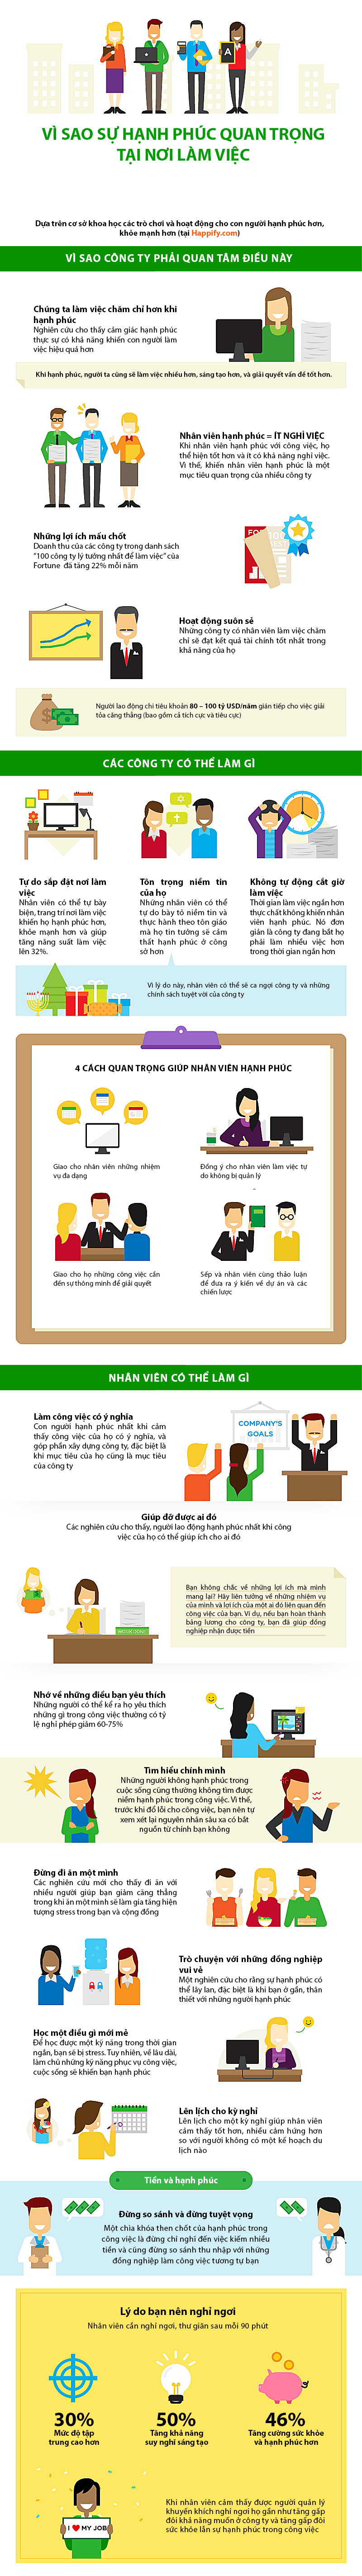 A
VÌ SAO SỰ HẠNH PHÚC QUAN TRỌNG
TẠI NƠI LÀM VIỆC
Dựa trên cơ sở khoa học các trò chơi và hoạt động cho con người hạnh phúc hơn,
khỏe mạnh hơn (tại Happify.com)
VÌ SAO CÔNG TY PHẢI QUAN TÂM ĐIỀU NÀY
Chúng ta làm việc chăm chỉ hơn khi
hạnh phúc
Nghiên cứu cho thấy cảm giác hạnh phúc
thực sự có khả năng khiến con người làm
việc hiệu quả hơn
Khi hạnh phúc, người ta cũng sẽ làm việc nhiều hơn, sáng tạo hơn, và giải quyết vấn đề tốt hơn.
Nhân viên hạnh phúc = ÍT NGHỈ VIỆC
Khi nhân viên hạnh phúc với công việc, họ
thể hiện tốt hơn và ít có khả năng nghỉ việc.
Vì thế, khiến nhân viên hạnh phúc là một
mục tiêu quan trọng của nhiều công ty
Những lợi ích mấu chốt
Doanh thu của các công ty trong danh sách
"100 công ty lý tưởng nhất để làm việc" của
Fortune đã tăng 22% mỗi năm
Hoạt động suôn sẻ
Những công ty có nhân viên làm việc chăm
chỉ sẽ đạt kết quả tài chính tốt nhất trong
khả năng của họ
Người lao động chi tiêu khoản 80 – 100 tỷ USD/năm gián tiếp cho việc giải
tỏa căng thẳng (bao gồm cả tích cực và tiêu cực)
CÁC CÔNG TY CÓ THỂ LÀM GÌ
Tự do sắp đặt nơi làm
việc
Nhân viên có thể tự bày
biện, trang trí nơi làm việc
khiến họ hạnh phúc hơn,
khỏe mạnh hơn và giúp
tăng năng suất làm việc
lên 32%.
Tôn trọng niềm tin
của họ
Những nhân viên có thể
tự do bày tỏ niềm tin và
thực hành theo tôn giáo
mà họ tin tưởng sẽ cảm
thất hạnh phúc ở công
sở hơn
Không tự động cắt giờ
làm việc
Thời gian làm việc ngắn hơn
thực chất không khiến nhân
viên hạnh phúc. Nó đơn
giản là công ty đang bắt họ
phải làm nhiều việc hơn
trong thời gian ngắn hơn
Vì lý do này, nhân viên có thể sẽ ca ngợi công ty và những
chính sách tuyệt vời của công ty
4 CÁCH QUAN TRỌNG GIÚP NHÂN VIÊN HẠNH PHÚC
Giao cho nhân viên những nhiệm
vụ đa dạng
Đồng ý cho nhân viên làm việc tự
do không bị quản lý
Giao cho họ những công việc cần
đến sự thông minh để giải quyết
Sếp và nhân viên cùng thảo luận
để đưa ra ý kiến về dự án và các
chiến lược
NHÂN VIÊN CÓ THỂ LÀM GÌ
Làm công việc có ý nghĩa
Con người hạnh phúc nhất khi cảm
thấy công việc của họ có ý nghĩa, và
góp phần xây dựng công ty, đặc biệt là
khi mục tiêu của họ cũng là mục tiêu
của công ty
COMPANY'S
GOALS
Giúp đỡ được ai đó
Các nghiên cứu cho thấy, người lao động hạnh phúc nhất khi công
việc của họ có thể giúp ích cho ai đó
Bạn không chắc về những lợi ích mà mình
mang lại? Hãy liên tưởng về những nhiệm vụ
của mình và lợi ích của một ai đó liên quan đến
công việc của bạn. Ví dụ, nếu bạn hoàn thành
bảng lương cho công ty, bạn đã giúp đồng
nghiệp nhận được tiền
Nhớ về những điều bạn yêu thích
Những người có thể kể ra họ yêu thích
những gì trong công việc thường có tỷ
lệ nghỉ phép giảm 60-75%
Tìm hiểu chính mình
Những người không hạnh phúc trong
cuộc sống cũng thường không tìm được
niềm hạnh phúc trong công việc. Vì thế,
trước khi đổ lỗi cho công việc, bạn nên tự
xem xét lại nguyên nhân sâu xa có bắt
nguồn từ chính bạn không
Đừng đi ăn một mình
Các nghiên cứu mới cho thấy đi ăn với
nhiều người giúp bạn giảm căng thẳng
trong khi ăn một mình sẽ làm gia tăng hiện
tượng stress trong bạn và cộng đồng
Trò chuyện với những đồng nghiệp
vui vẻ
Một nghiên cứu cho rằng sự hạnh phúc có
thể lây lan, đặc biệt là khi bạn ở gần, thân
thiết với những người hạnh phúc
Học một điều gì mới mẻ
Để học được một kỹ năng trong thời gian
ngắn, bạn sẽ bị stress. Tuy nhiên, về lâu dài,
làm chủ những kỹ năng phục vụ công việc,
cuộc sống sẽ khiến bạn hạnh phúc
Lên lịch cho kỳ nghỉ
Lên lịch cho một kỳ nghỉ giúp nhân viên
cảm thấy tốt hơn, nhiều cảm hứng hơn
so với người không có một kế hoạch du
lịch nào
Tiền và hạnh phúc
Đừng so sánh và đừng tuyệt vọng
Một chìa khóa then chốt của hạnh phúc trong
công việc là đừng chỉ nghĩ đến việc kiếm nhiều
tiền và cũng đừng so sánh thu nhập với những
đồng nghiệp làm công việc tương tự bạn
Lý do bạn nên nghỉ ngơi
Nhân viên cần nghỉ ngơi, thư giãn sau mỗi 90 phút
30%
Mức độ tập
trung cao hơn
50%
Tăng khả năng
suy nghĩ sáng tạo
46%
Tăng cường sức khỏe
và hạnh phúc hơn
I MY JOB
Khi nhân viên cảm thấy được người quản lý
khuyến khích nghỉ ngơi họ gần như tăng gấp
đôi khả năng muốn ở công ty và tăng gấp đôi
sức khỏe lẫn sự hạnh phúc trong công việc